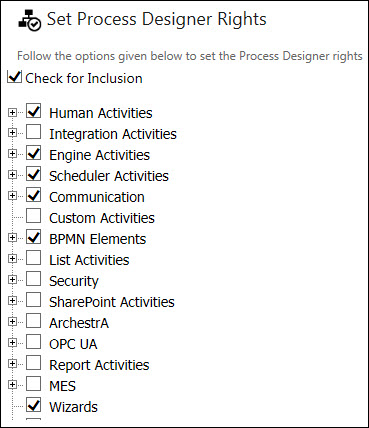 Set Process Designer Rights
Follow the options given below to set the Process Designer rights
Check for Inclusion
Human Activities
Integration Activities
Engine Activities
Scheduler Activities
Communication
Custom Activities
BPMN Elements
List Activities
Security
SharePoint Activities
ArchestrA
OPC UA
Report Activities
MES
Wizards